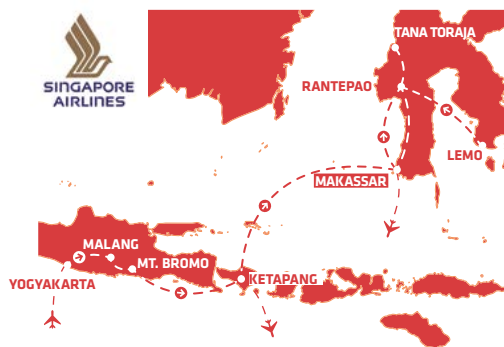 SINGAPORE
AIRLINES
TANA TORAJA
RANTEPAO
LEMO
MAKASSAR
MALANG
MT. BROMO
YOGYAKARTA
KETAPANG